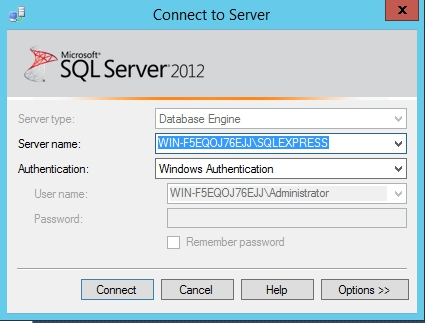 Connect to Server
x
Microsoft®
SQL Server® 2012
Server type: Database Engine
Server name: WIN-F5EQOJ76EJJ\SQLEXPRESS
Authentication: Windows Authentication
User name: WIN-F5EQOJ76EJJ\Administrator
Password:
Remember password
Connect Cancel Help Options >>